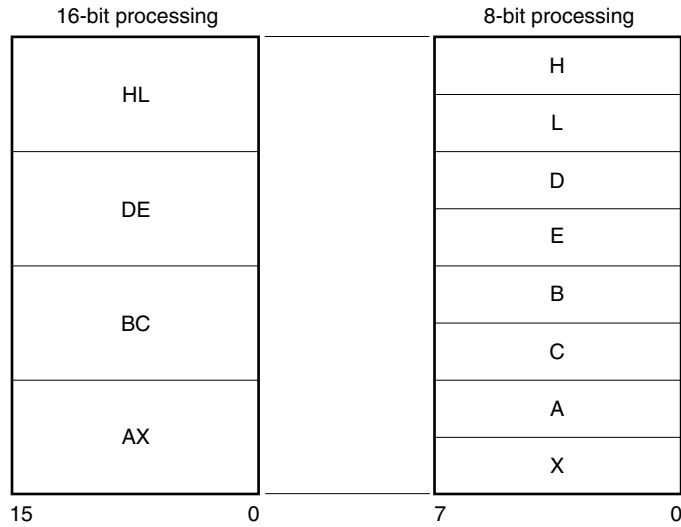 16-bit processing
8-bit processing
HL
DE
BC
AX
H
L
D
E
B
C
A
X
15
0
7
0